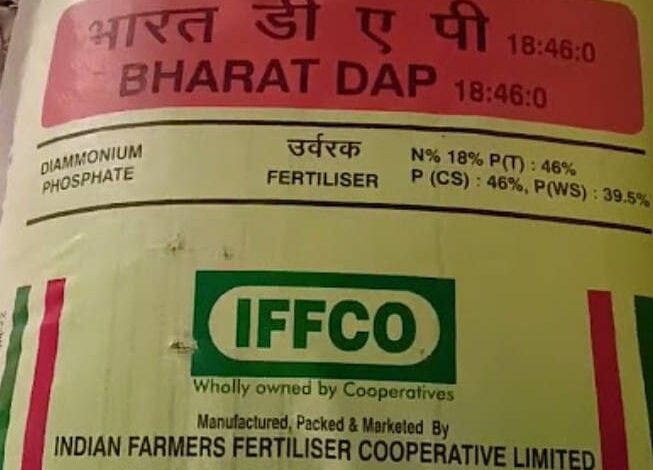 भारत डी ए पी 18:46:0
BHARAT DAP 18:46:0
DIAMMONIUM
PHOSPHATE
उर्वरक
FERTILISER
N% 18% P(T) : 46%
P (CS) : 46%, P(WS) : 39.5%
IFFCO
Wholly owned by Cooperatives
Manufactured, Packed & Marketed By
INDIAN FARMERS FERTILISER COOPERATIVE LIMITED